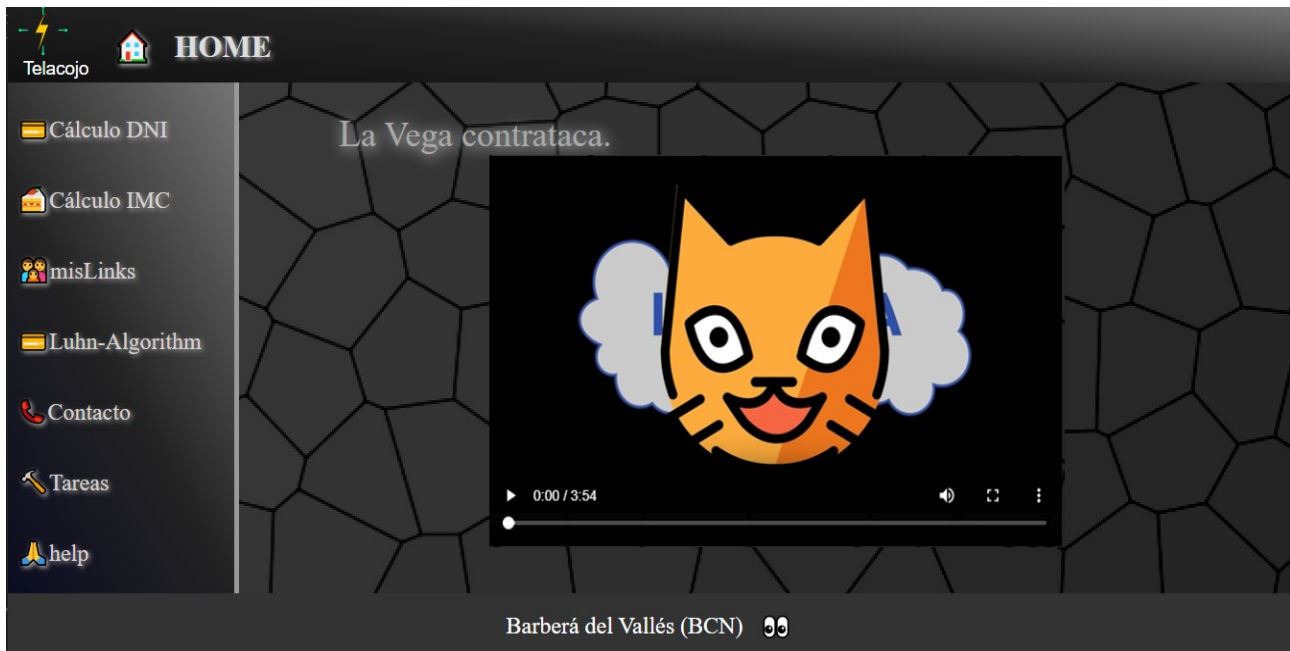 Telacojo
HOME
Cálculo DNI
Cálculo IMC
misLinks
Luhn-Algorithm
Contacto
Tareas
help
La Vega contrataca.
0:00 / 3:54
Barberá del Vallés (BCN)